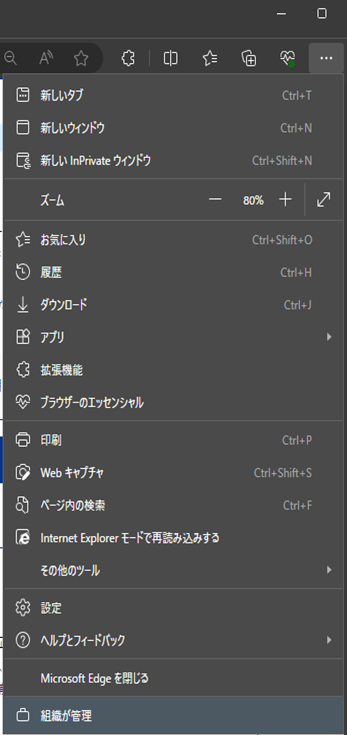 新しいタブ Ctrl+T
新しいウィンドウ Ctrl+N
新しい InPrivate ウィンドウ Ctrl+Shift+N
ズーム 80%
お気に入り Ctrl+Shift+O
履歴 Ctrl+H
ダウンロード Ctrl+J
アプリ
拡張機能
ブラウザーのエッセンシャル
印刷 Ctrl+P
Web キャプチャ Ctrl+Shift+S
ページ内の検索 Ctrl+F
Internet Explorer モードで再読み込みする
その他のツール
設定
ヘルプとフィードバック
Microsoft Edge を閉じる
組織が管理